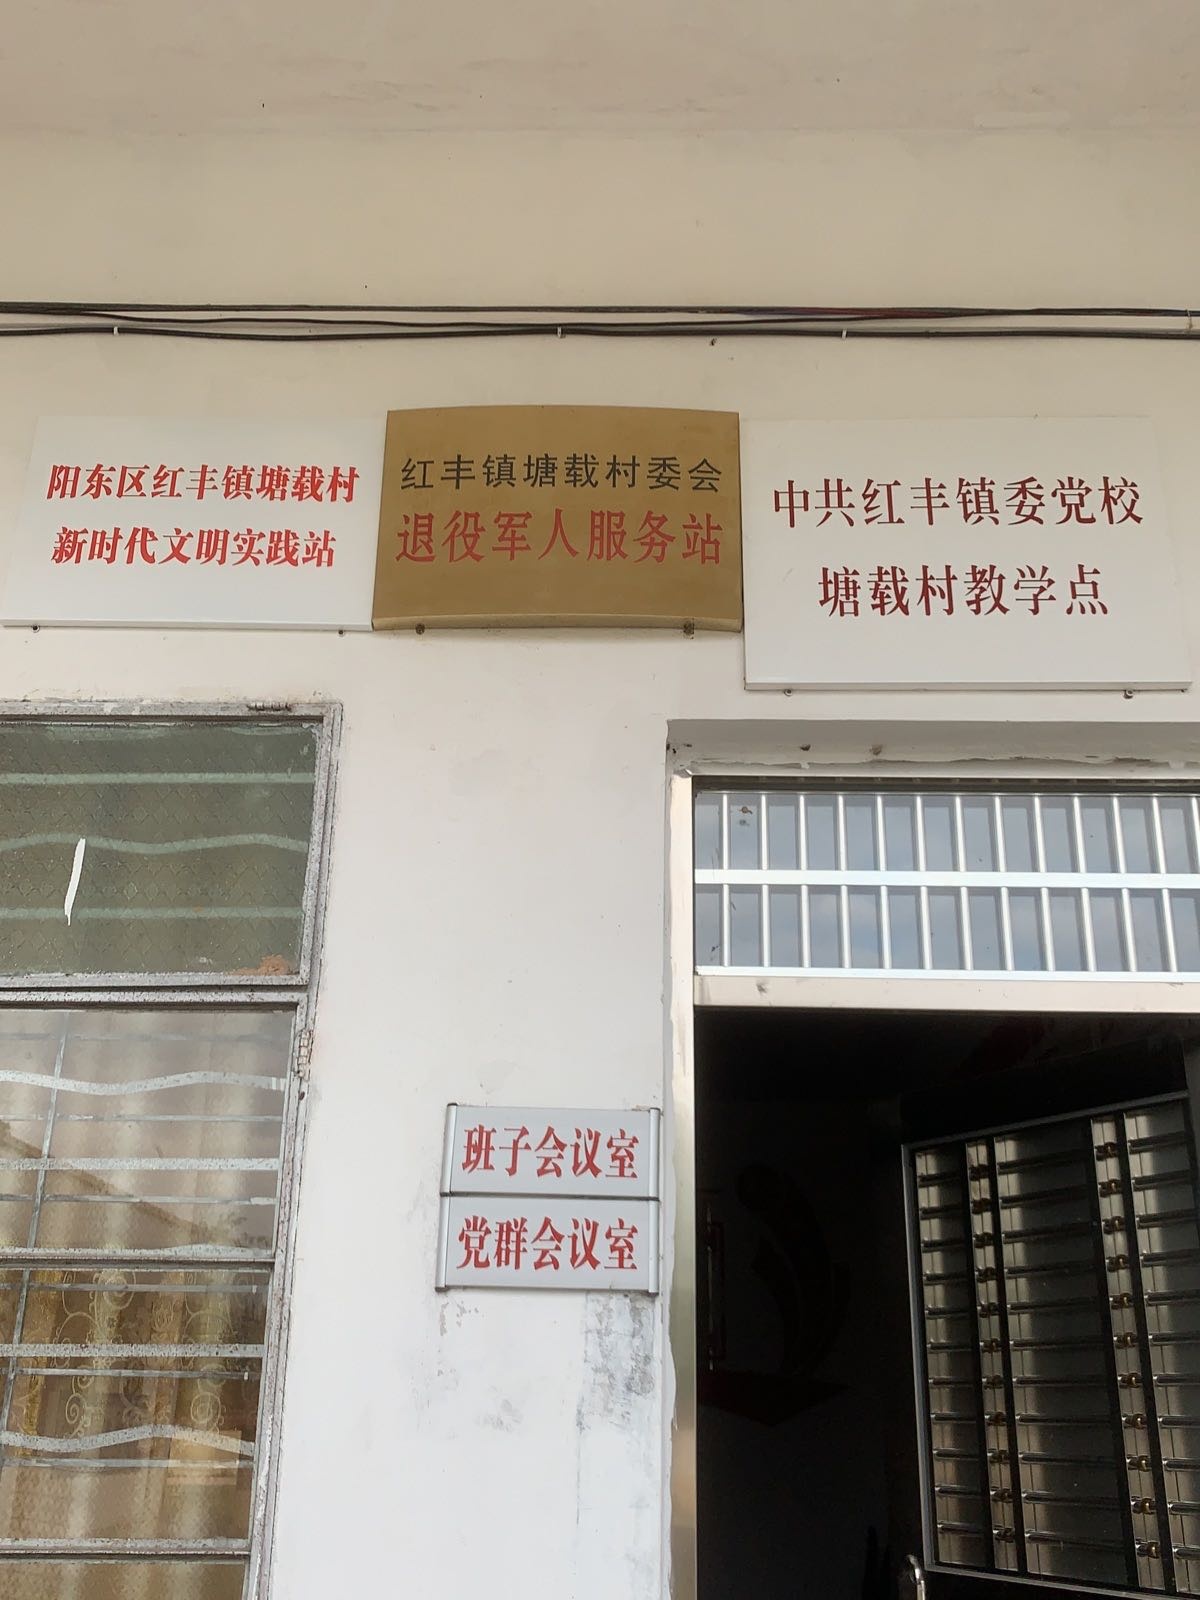 阳东区红丰镇塘载村
新时代文明实践站
红丰镇塘载村委会
退役军人服务站
中共红丰镇委党校
塘载村教学点
班子会议室
党群会议室